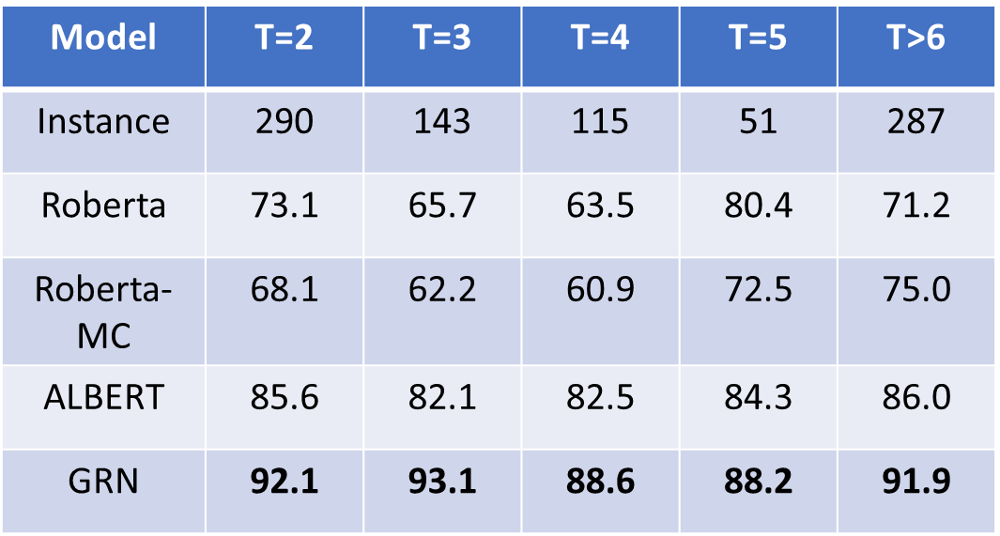 Model T=2 T=3 T=4 T=5 T>6
Instance 290 143 115 51 287
Roberta 73.1 65.7 63.5 80.4 71.2
Roberta-
MC 68.1 62.2 60.9 72.5 75.0
ALBERT 85.6 82.1 82.5 84.3 86.0
GRN 92.1 93.1 88.6 88.2 91.9